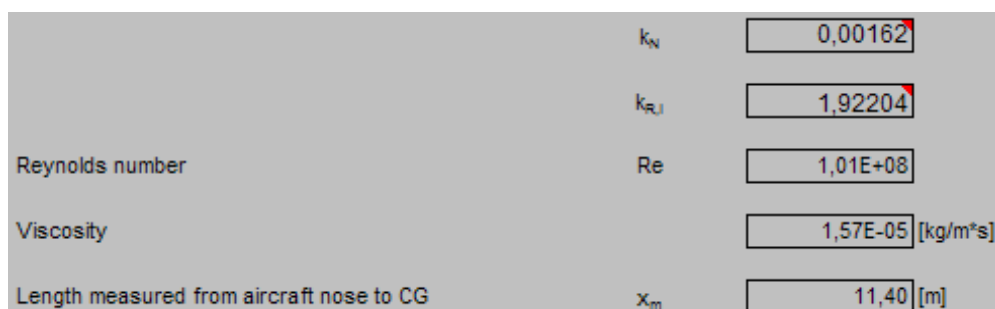 k_N 0,00162
k_R,l 1,92204
Reynolds number Re 1,01E+08
Viscosity 1,57E-05 [kg/m*s]
Length measured from aircraft nose to CG x_m 11,40 [m]